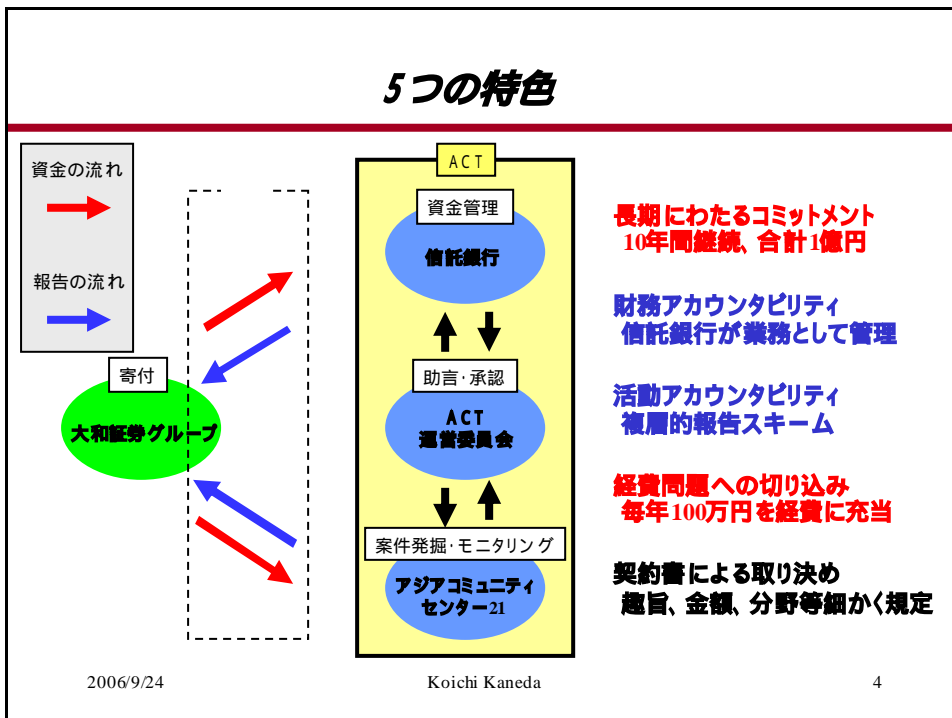 5つの特色
資金の流れ
報告の流れ
寄付
大和証券グループ
ACT
資金管理
信託銀行
助言・承認
ACT
運営委員会
案件発掘・モニタリング
アジアコミュニティ
センター21
長期にわたるコミットメント
10年間継続、合計1億円
財務アカウンタビリティ
信託銀行が業務として管理
活動アカウンタビリティ
複層的報告スキーム
経費問題への切り込み
毎年100万円を経費に充当
契約書による取り決め
趣旨、金額、分野等細かく規定
2006/9/24
Koichi Kaneda
4